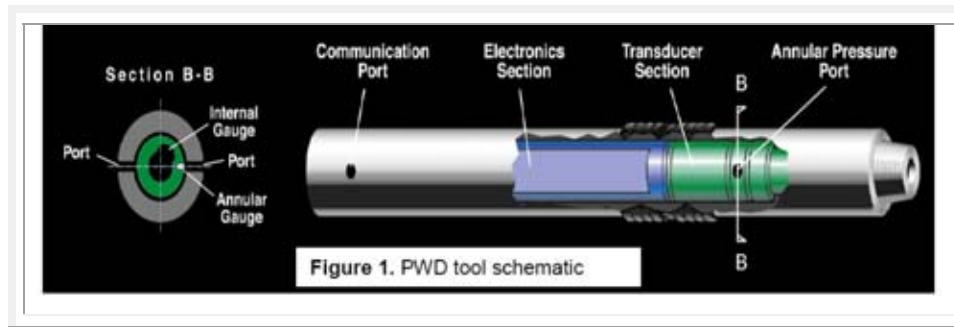 Section B-B
Internal
Gauge
Port
Port
Annular
Gauge
Communication
Port
Electronics
Section
Transducer
Section
Annular Pressure
Port
B
B
Figure 1. PWD tool schematic